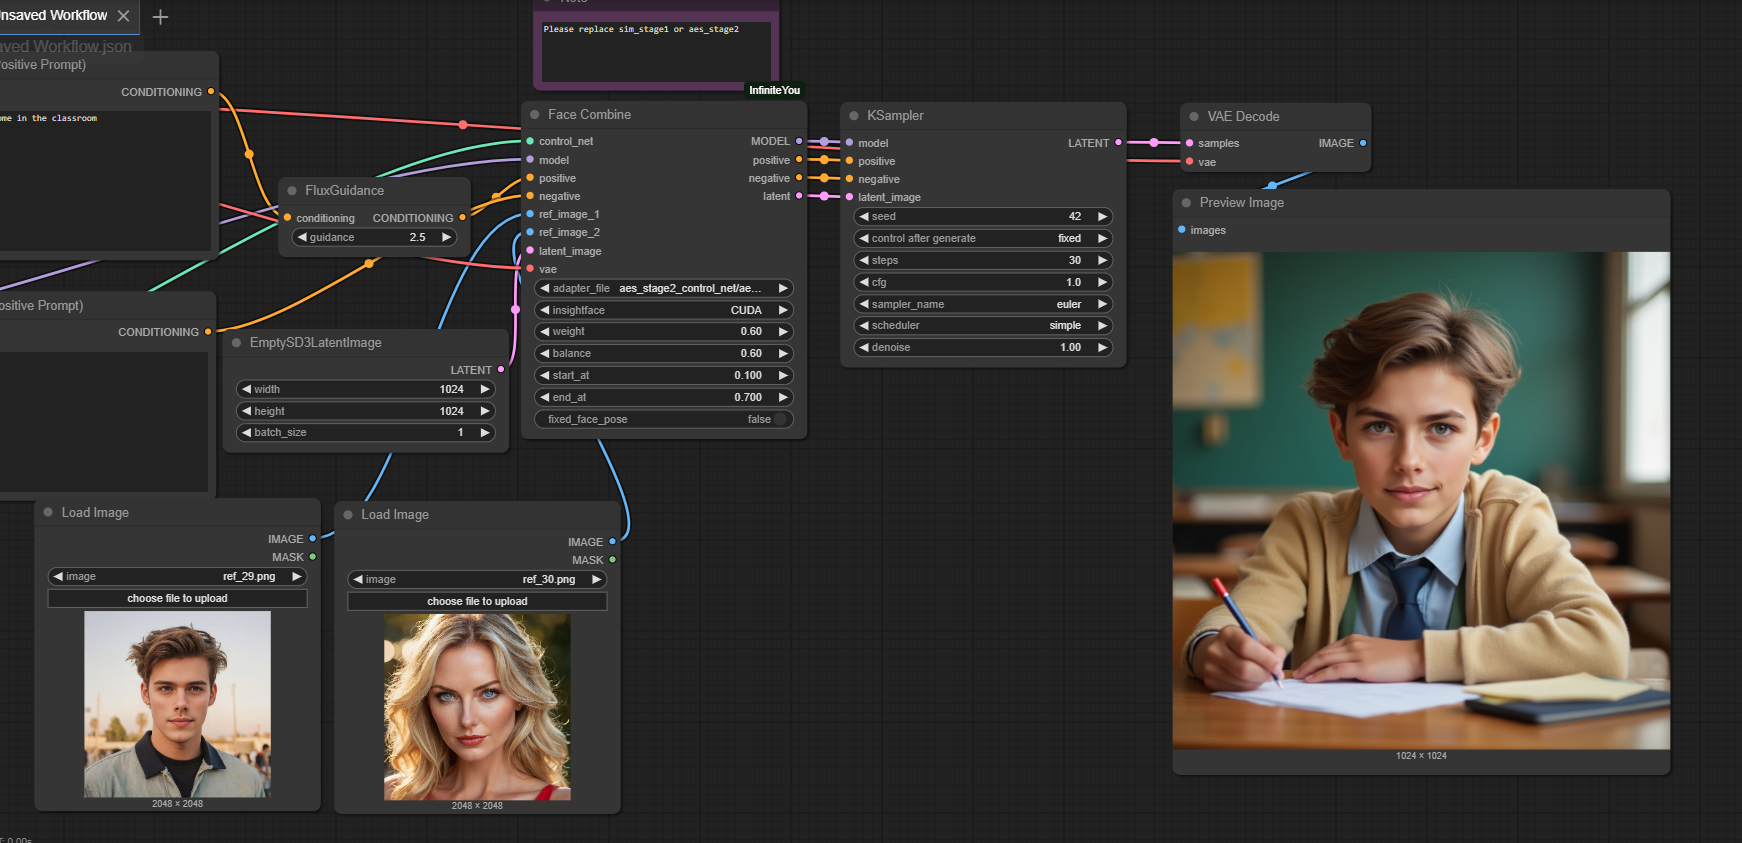 nsaved Workflow
aved Workflow.json
ositive Prompt)
CONDITIONING
ome in the classroom
Note
Please replace sim_stage1 or aes_stage2
InfiniteYou
FluxGuidance
conditioning
CONDITIONING
guidance
2.5
ositive Prompt)
CONDITIONING
EmptySD3LatentImage
LATENT
width
1024
height
1024
batch_size
1
Face Combine
control_net
MODEL
model
positive
positive
negative
negative
latent
ref_image_1
ref_image_2
latent_image
vae
adapter_file
aes_stage2_control_net/ae...
insightface
CUDA
weight
0.60
balance
0.60
start_at
0.100
end_at
0.700
fixed_face_pose
false
KSampler
model
LATENT
positive
negative
latent_image
seed
42
control after generate
fixed
steps
30
cfg
1.0
sampler_name
euler
scheduler
simple
denoise
1.00
VAE Decode
samples
IMAGE
vae
Preview Image
images
1024 × 1024
Load Image
IMAGE
MASK
image
ref_29.png
choose file to upload
2048 × 2048
Load Image
IMAGE
MASK
image
ref_30.png
choose file to upload
2048 × 2048
T: 0.00s